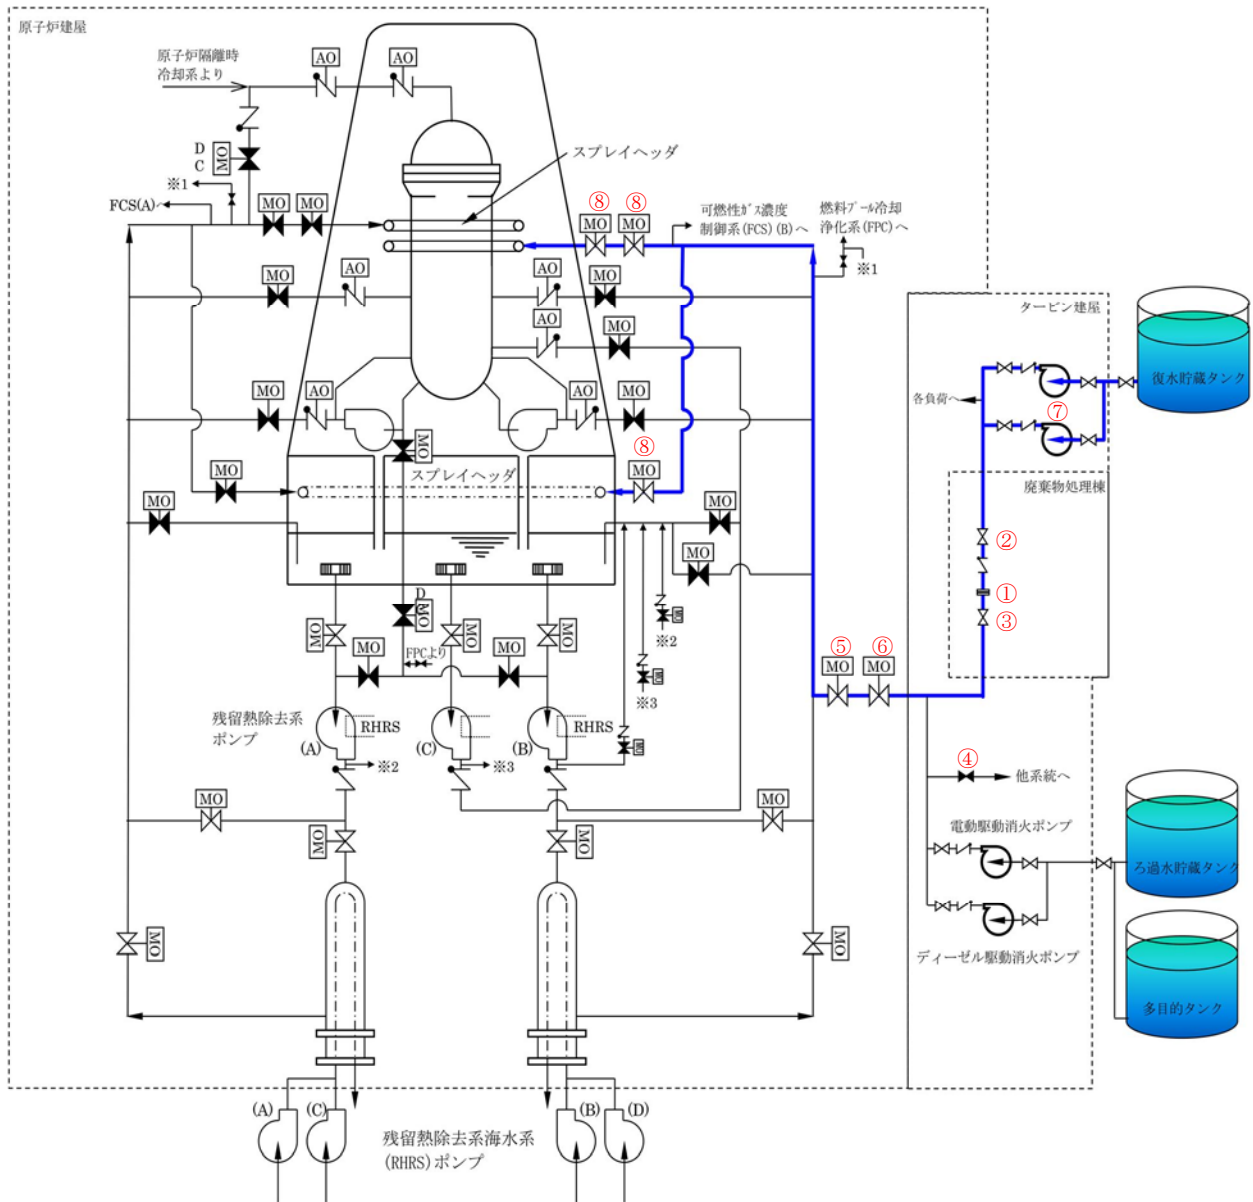 原子炉建屋
原子炉隔離時
冷却系より
AO
AO
スプレイヘッダ
D
C
MO
※1
FCS(A)へ
MO
MO
⑧
⑧
MO
MO
可燃性ガス濃度
制御系(FCS)(B)へ
燃料プール冷却
浄化系(FPC)へ
※1
MO
AO
AO
MO
AO
MO
タービン建屋
復水貯蔵タンク
各負荷へ
⑦
MO
AO
AO
MO
MO
⑧
スプレイヘッダ
MO
MO
廃棄物処理棟
MO
MO
MO
②
①
③
D
MO
MO
MO
MO
MO
※2
MO
※3
FPCより
MO
MO
⑤
⑥
MO
MO
残留熱除去系
ポンプ
(A)
RHRS
(C)
(B)
RHRS
MO
※2
※3
④
他系統へ
MO
MO
MO
MO
電動駆動消火ポンプ
ろ過水貯蔵タンク
MO
MO
ディーゼル駆動消火ポンプ
多目的タンク
(A)
(C)
(B)
(D)
残留熱除去系海水系
(RHRS)ポンプ